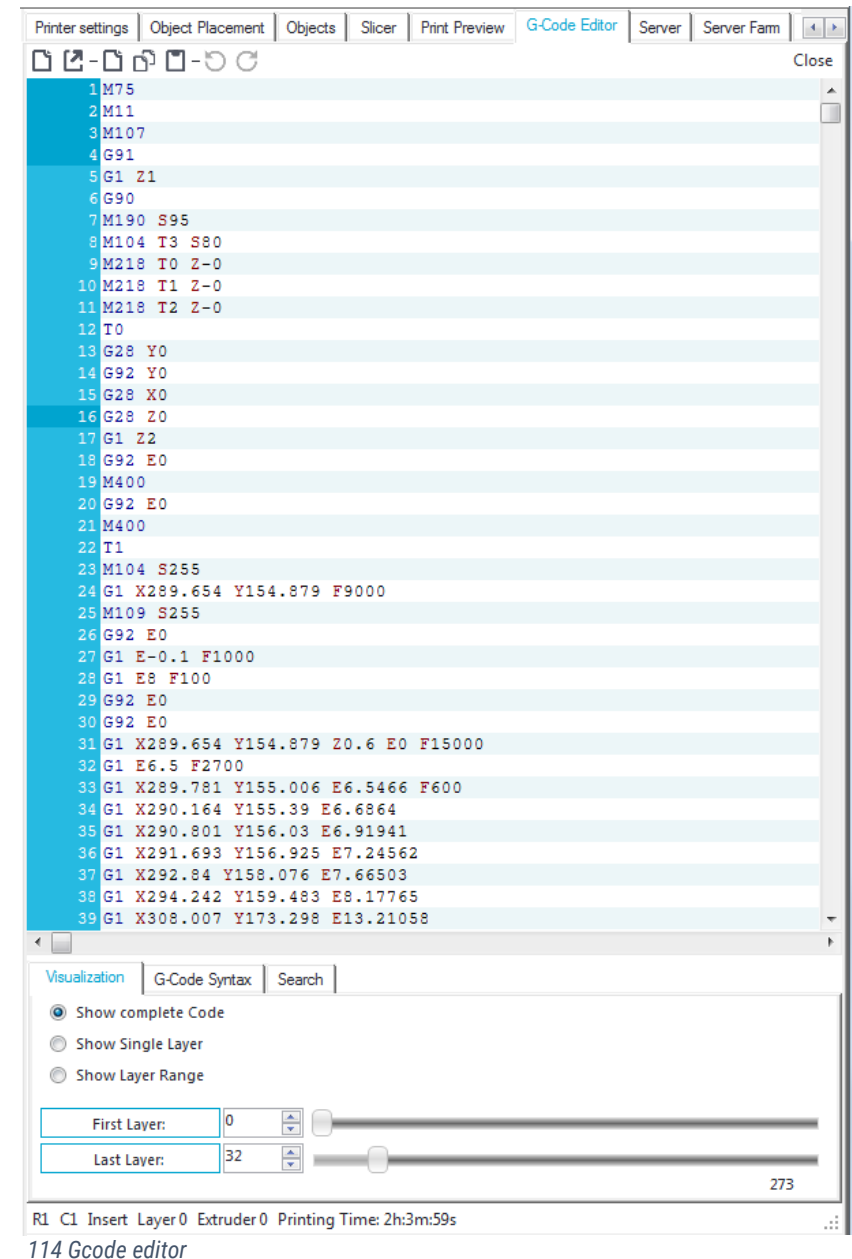 Printer settings Object Placement Objects Slicer Print Preview G-Code Editor Server Server Farm
Close
1 M75
2 M11
3 M107
4 G91
5 G1 Z1
6 G90
7 M190 S95
8 M104 T3 S80
9 M218 T0 Z-0
10 M218 T1 Z-0
11 M218 T2 Z-0
12 T0
13 G28 Y0
14 G92 Y0
15 G28 X0
16 G28 Z0
17 G1 Z2
18 G92 E0
19 M400
20 G92 E0
21 M400
22 T1
23 M104 S255
24 G1 X289.654 Y154.879 F9000
25 M109 S255
26 G92 E0
27 G1 E-0.1 F1000
28 G1 E8 F100
29 G92 E0
30 G92 E0
31 G1 X289.654 Y154.879 Z0.6 E0 F15000
32 G1 E6.5 F2700
33 G1 X289.781 Y155.006 E6.5466 F600
34 G1 X290.164 Y155.39 E6.6864
35 G1 X290.801 Y156.03 E6.91941
36 G1 X291.693 Y156.925 E7.24562
37 G1 X292.84 Y158.076 E7.66503
38 G1 X294.242 Y159.483 E8.17765
39 G1 X308.007 Y173.298 E13.21058
Visualization G-Code Syntax Search
Show complete Code
Show Single Layer
Show Layer Range
First Layer: 0
Last Layer: 32
273
R1 C1 Insert Layer 0 Extruder 0 Printing Time: 2h:3m:59s
114 Gcode editor